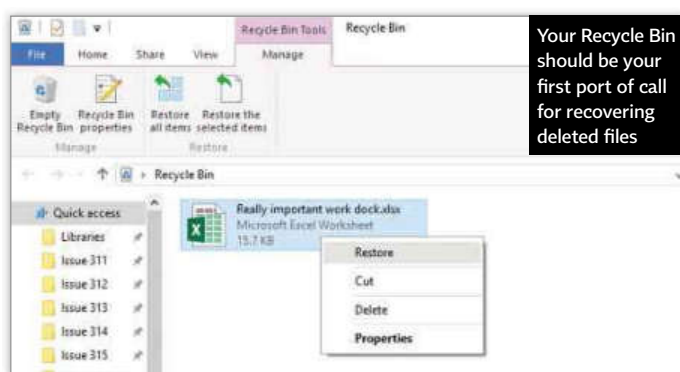 Recycle Bin Tools
Recycle Bin
File
Home
Share
View
Manage
Empty
Recycle Bin
Recycle Bin
properties
Restore
all items
Restore the
selected items
Manage
Restore
Recycle Bin
Quick access
Libraries
Issue 311
Issue 312
Issue 313
Issue 314
Issue 315
Really important work dock.xlsx
Microsoft Excel Worksheet
15.7 KB
Restore
Cut
Delete
Properties
Your Recycle Bin
should be your
first port of call
for recovering
deleted files